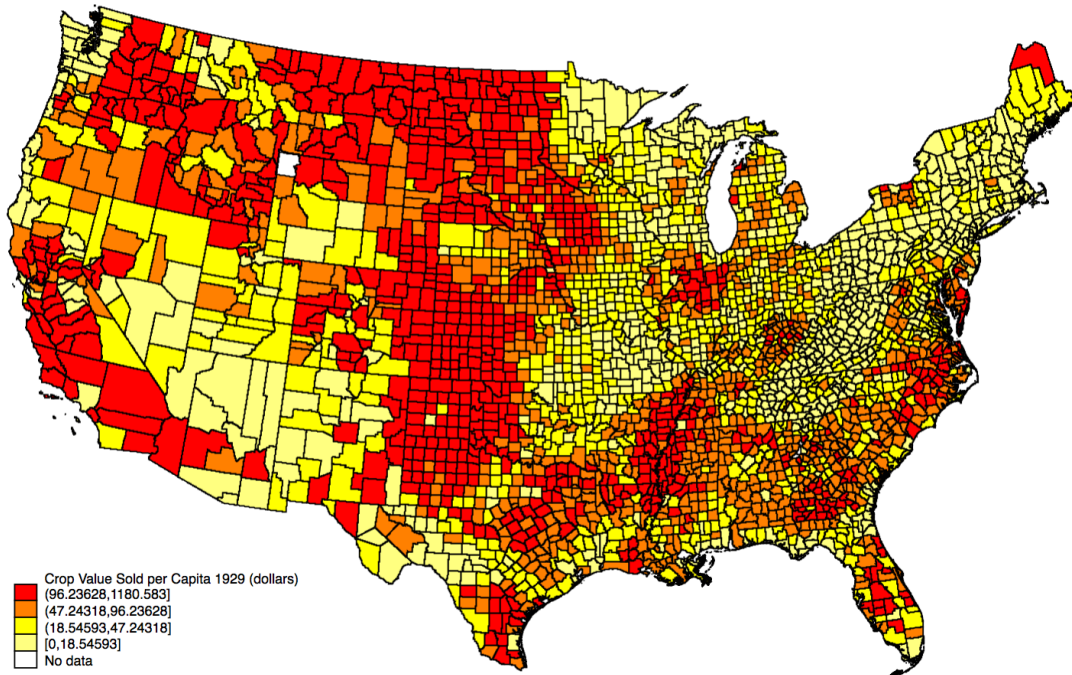 Crop Value Sold per Capita 1929 (dollars)
(96.23628,1180.583]
(47.24318,96.23628]
(18.54593,47.24318]
[0,18.54593]
No data